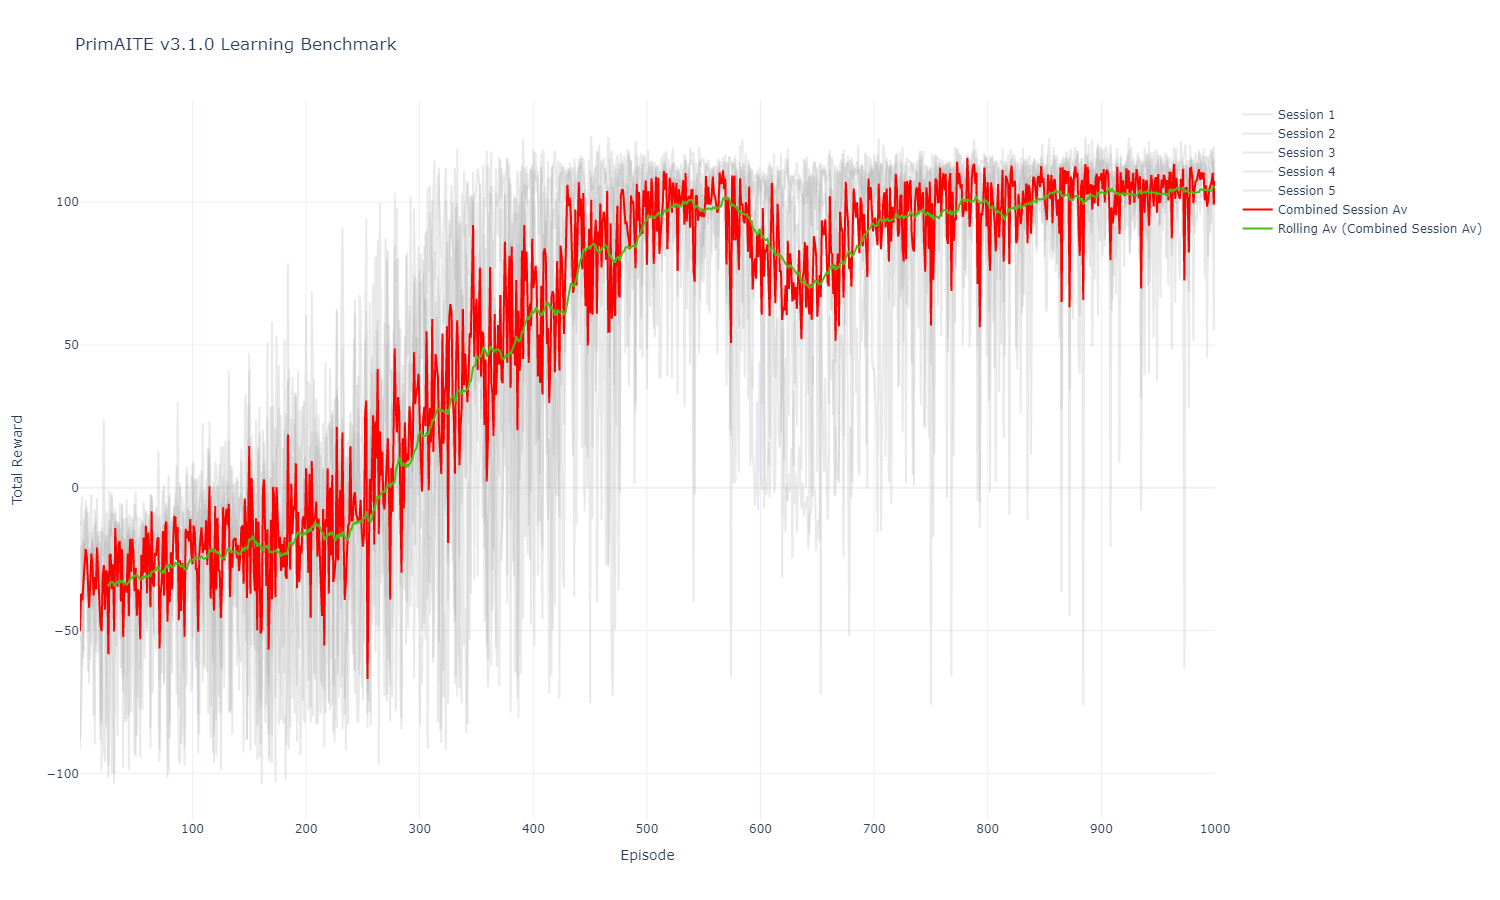 PrimAITE v3.1.0 Learning Benchmark
Session 1
Session 2
Session 3
Session 4
Session 5
Combined Session Av
Rolling Av (Combined Session Av)
Total Reward
100
50
0
−50
−100
100 200 300 400 500 600 700 800 900 1000
Episode